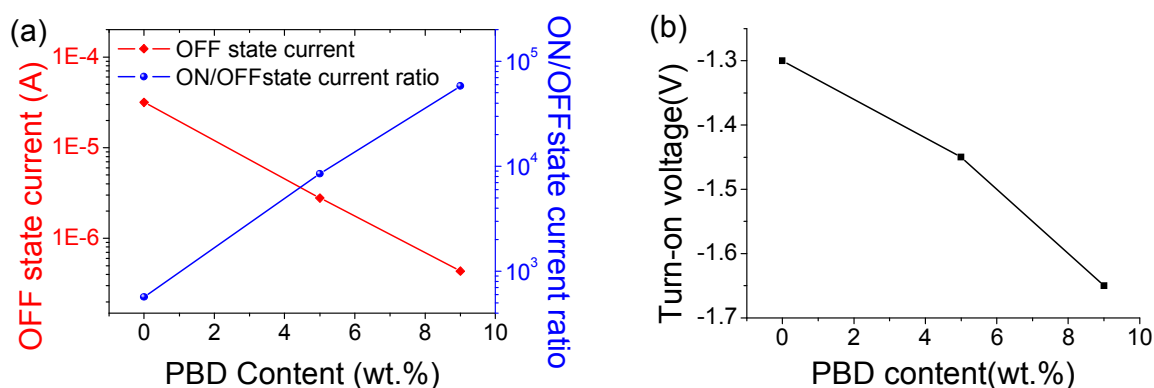 (a)
OFF state current
ON/OFFstate current ratio
1E-4
1E-5
1E-6
OFF state current (A)
10^5
10^4
10^3
ON/OFFstate current ratio
0 2 4 6 8 10
PBD Content (wt.%)
(b)
-1.3
-1.4
-1.5
-1.6
-1.7
Turn-on voltage(V)
0 2 4 6 8 10
PBD content(wt.%)